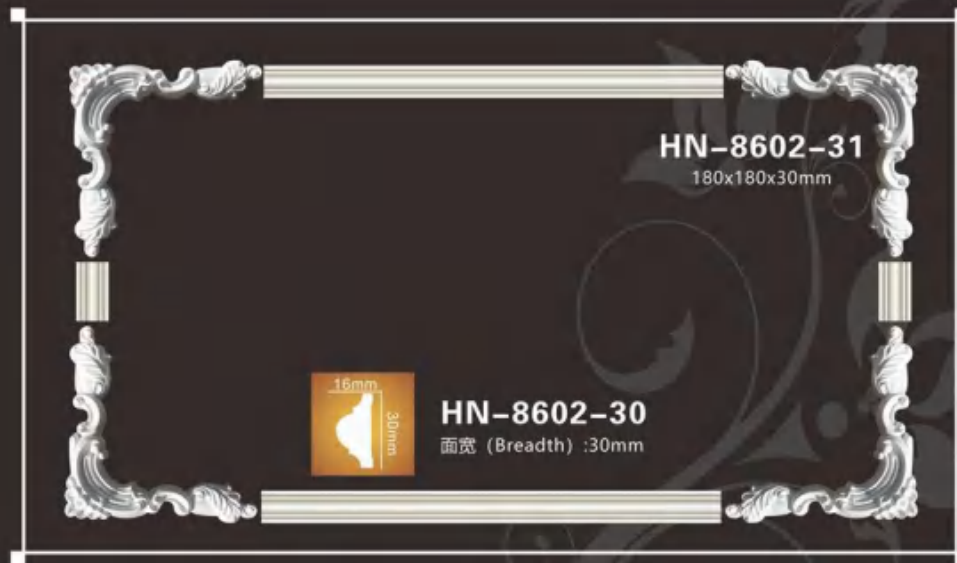 HN-8602-31
180x180x30mm
16mm
30mm
HN-8602-30
面宽 (Breadth) :30mm